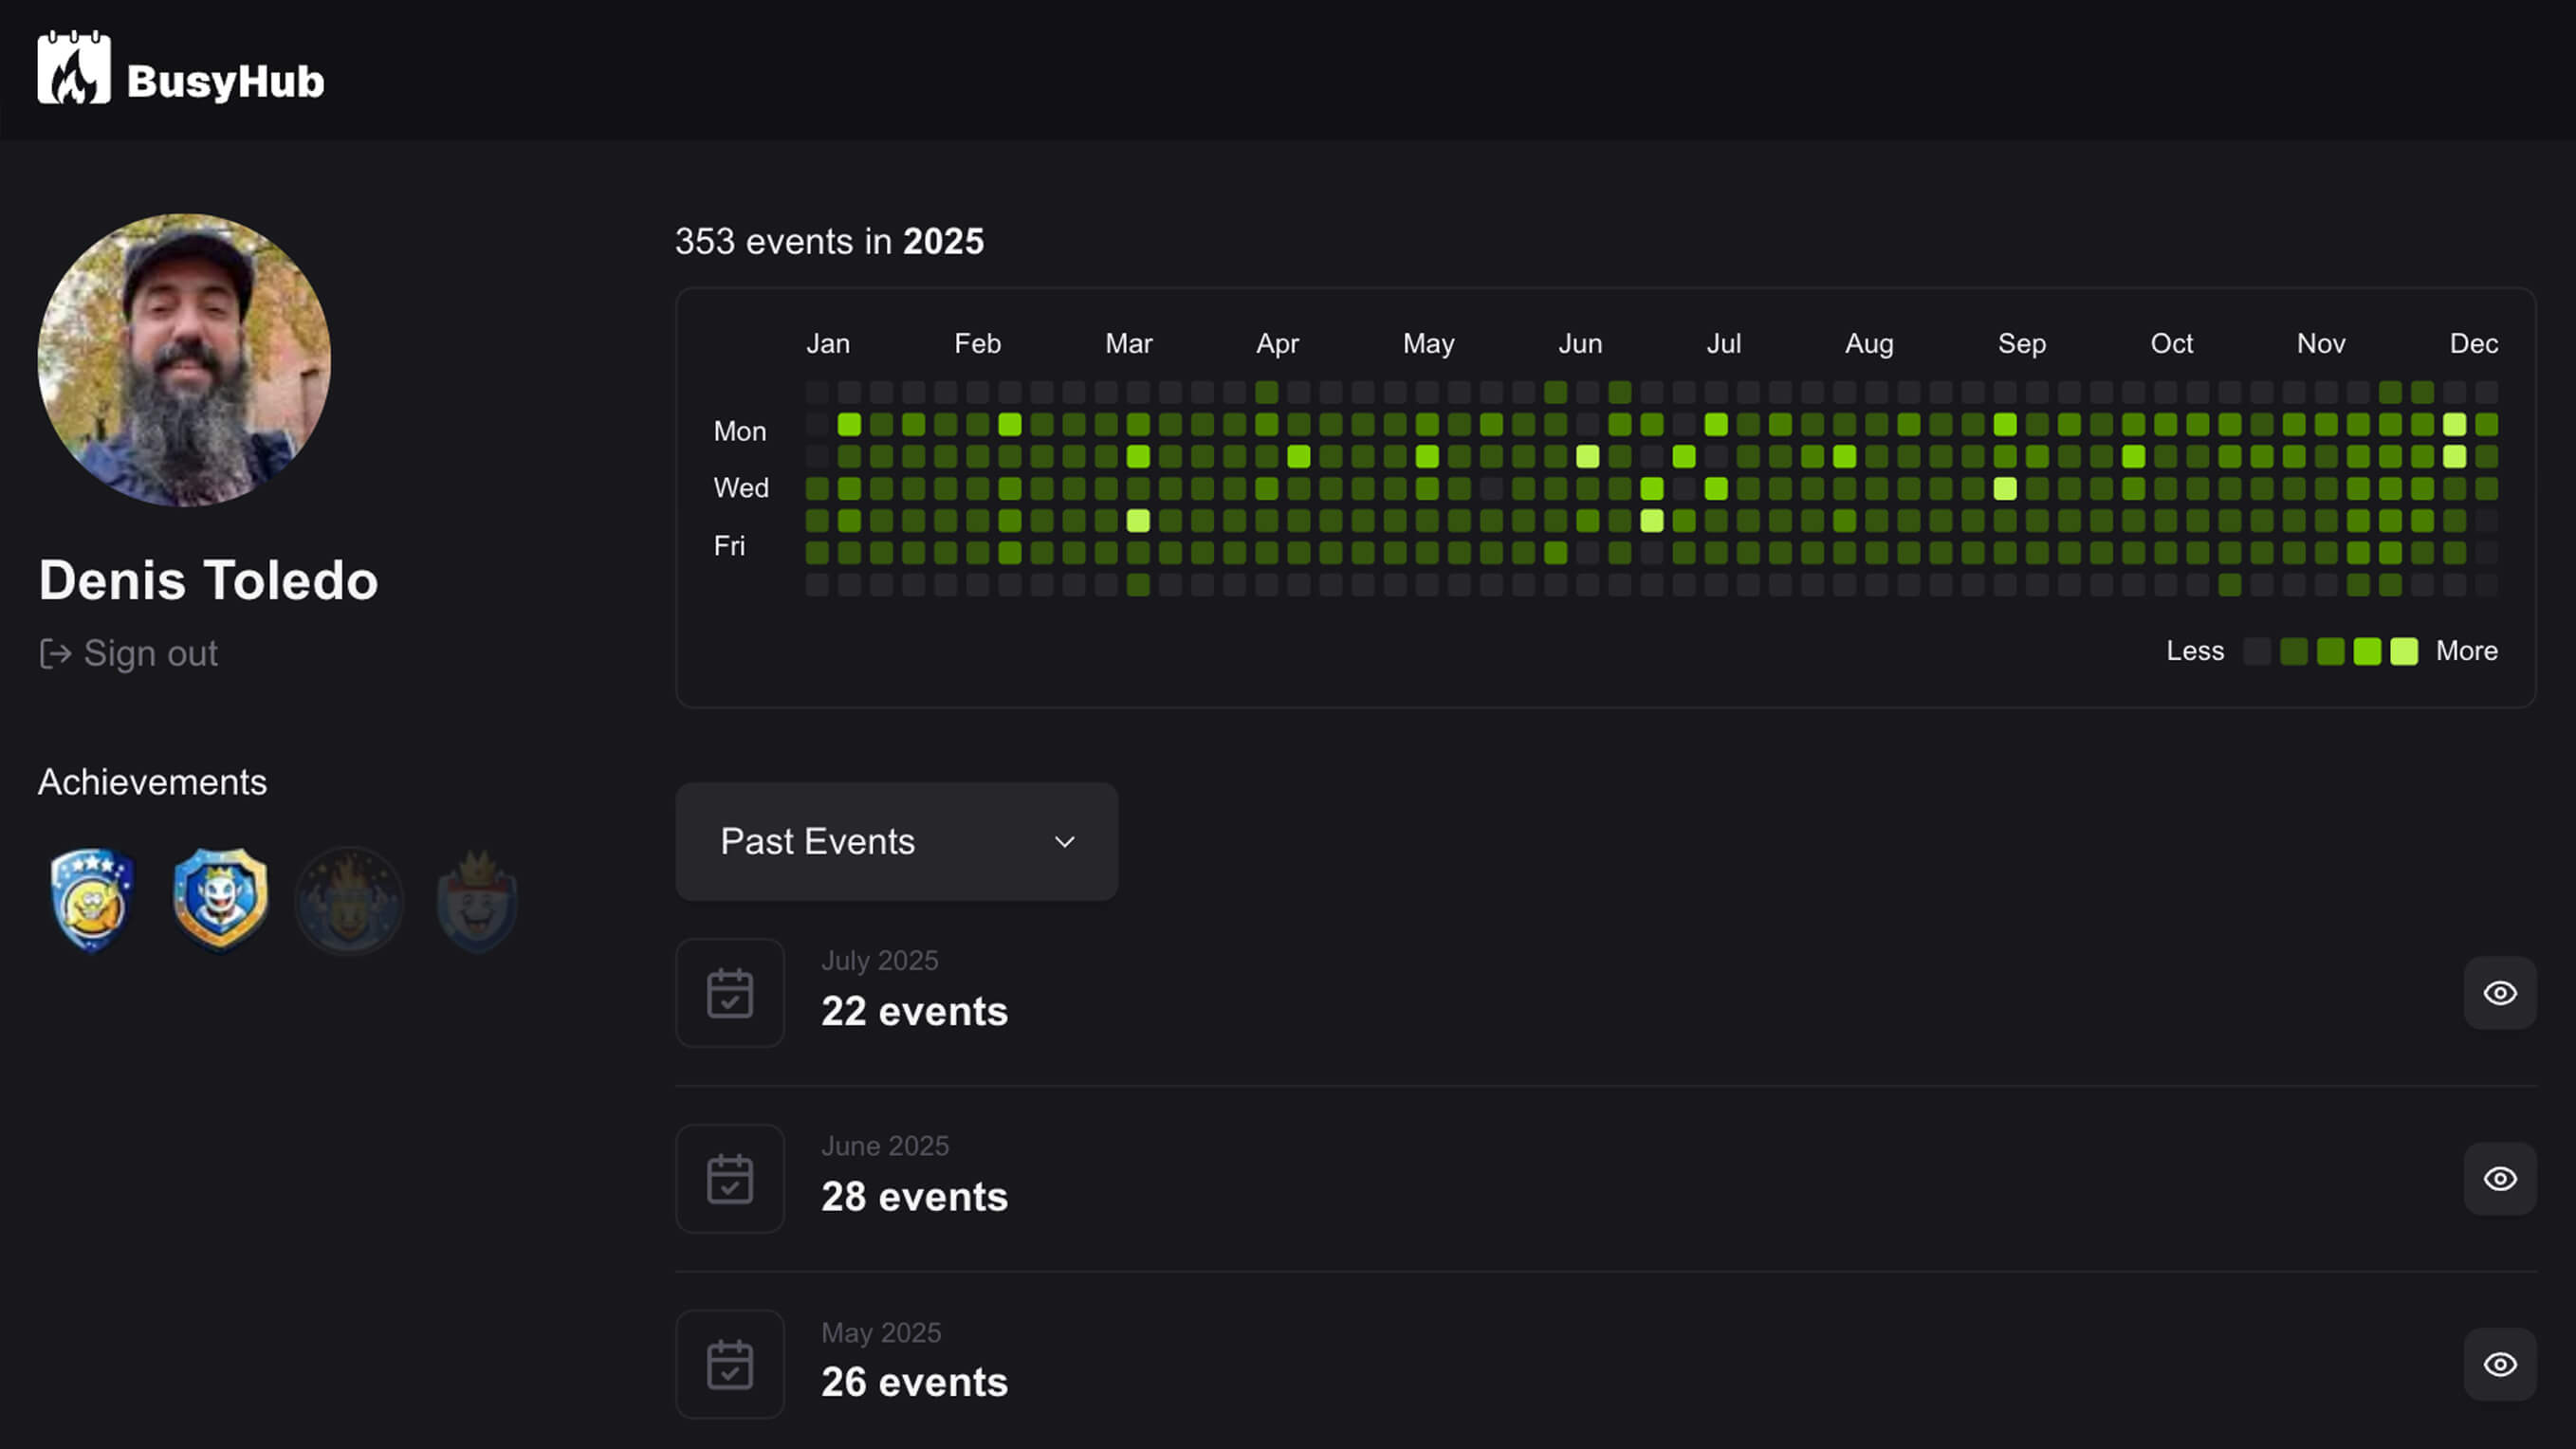 BusyHub
Denis Toledo
Sign out
Achievements
353 events in 2025
Jan Feb Mar Apr May Jun Jul Aug Sep Oct Nov Dec
Mon
Wed
Fri
Less More
Past Events
July 2025
22 events
June 2025
28 events
May 2025
26 events